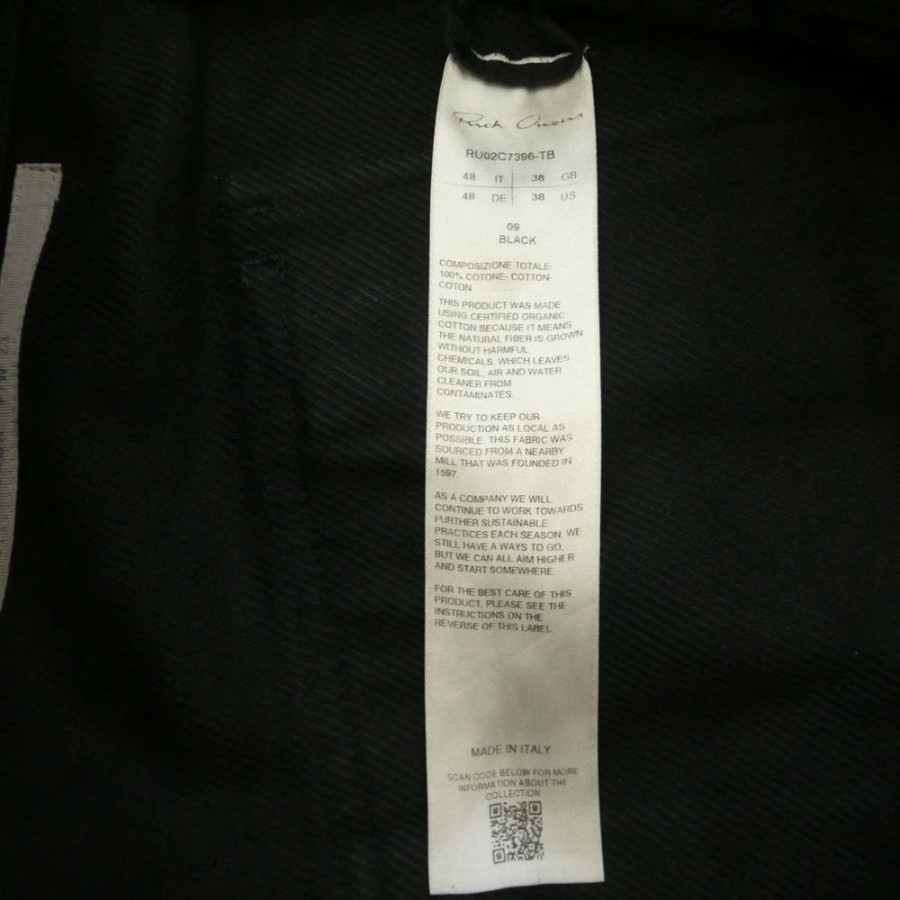 Rick Owens
RU02C7396-TB
48 IT 38 GB
48 DE 38 US
09
BLACK
COMPOSIZIONE TOTALE-
100% COTONE- COTTON-
COTON
THIS PRODUCT WAS MADE
USING CERTIFIED ORGANIC
COTTON BECAUSE IT MEANS
THE NATURAL FIBER IS GROWN
WITHOUT HARMFUL
CHEMICALS, WHICH LEAVES
OUR SOIL, AIR AND WATER
CLEANER FROM
CONTAMINATES.
WE TRY TO KEEP OUR
PRODUCTION AS LOCAL AS
POSSIBLE. THIS FABRIC WAS
SOURCED FROM A NEARBY
MILL THAT WAS FOUNDED IN
1597.
AS A COMPANY WE WILL
CONTINUE TO WORK TOWARDS
FURTHER SUSTAINABLE
PRACTICES EACH SEASON. WE
STILL HAVE A WAYS TO GO,
BUT WE CAN ALL AIM HIGHER
AND START SOMEWHERE.
FOR THE BEST CARE OF THIS
PRODUCT, PLEASE SEE THE
INSTRUCTIONS ON THE
REVERSE OF THIS LABEL.
MADE IN ITALY
SCAN CODE BELOW FOR MORE
INFORMATION ABOUT THE
COLLECTION